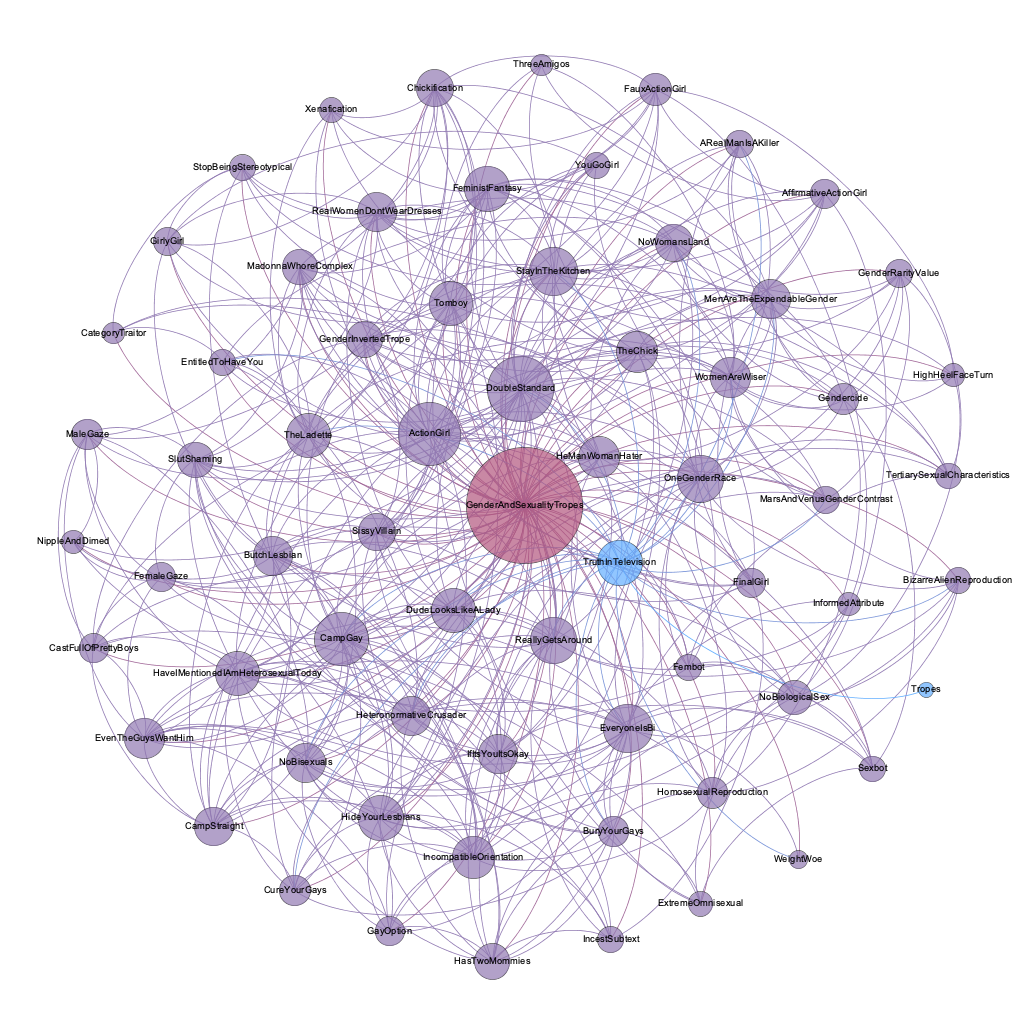 ThreeAmigos
Chickification
FauxActionGirl
Xenafication
ARealManIsAKiller
YouGoGirl
StopBeingStereotypical
FeministFantasy
AffirmativeActionGirl
RealWomenDontWearDresses
GirlyGirl
NoWomansLand
MadonnaWhoreComplex
StayInTheKitchen
GenderRarityValue
MenAreTheExpendableGender
Tomboy
CategoryTraitor
GenderInvertedTrope
TheChick
EntitledToHaveYou
HighHeelFaceTurn
WomenAreWiser
DoubleStandard
Gendercide
MaleGaze
TheLadette
ActionGirl
HeManWomanHater
SlutShaming
TertiarySexualCharacteristics
OneGenderRace
MarsAndVenusGenderContrast
GenderAndSexualityTropes
SissyVillain
NippleAndDimed
ButchLesbian
TruthInTelevision
FemaleGaze
BizarreAlienReproduction
FinalGirl
InformedAttribute
DudeLooksLikeALady
CampGay
ReallyGetsAround
CastFullOfPrettyBoys
Fembot
HaveIMentionedIAmHeterosexualToday
Tropes
NoBiologicalSex
HeteronormativeCrusader
EveryoneIsBi
EvenTheGuysWantHim
IfItsYouItsOkay
NoBisexuals
Sexbot
HomosexualReproduction
HideYourLesbians
CampStraight
BuryYourGays
IncompatibleOrientation
WeightWoe
CureYourGays
ExtremeOmnisexual
GayOption
IncestSubtext
HasTwoMommies